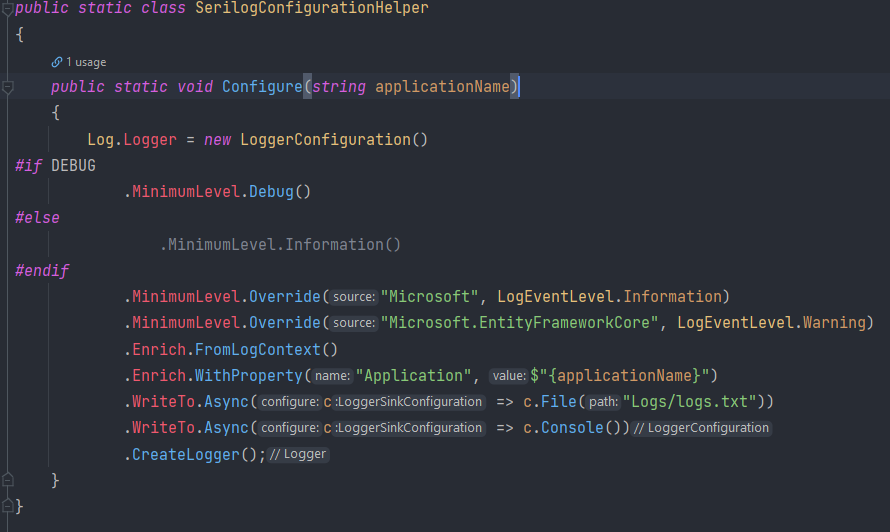 public static class SerilogConfigurationHelper
{
1 usage
public static void Configure(string applicationName)
{
Log.Logger = new LoggerConfiguration()
#if DEBUG
.MinimumLevel.Debug()
#else
.MinimumLevel.Information()
#endif
.MinimumLevel.Override( source: "Microsoft", LogEventLevel.Information)
.MinimumLevel.Override( source: "Microsoft.EntityFrameworkCore", LogEventLevel.Warning)
.Enrich.FromLogContext()
.Enrich.WithProperty( name: "Application", value: $"{applicationName}")
.WriteTo.Async( configure: c :LoggerSinkConfiguration => c.File( path: "Logs/logs.txt"))
.WriteTo.Async( configure: c :LoggerSinkConfiguration => c.Console()) // LoggerConfiguration
.CreateLogger(); // Logger
}
}